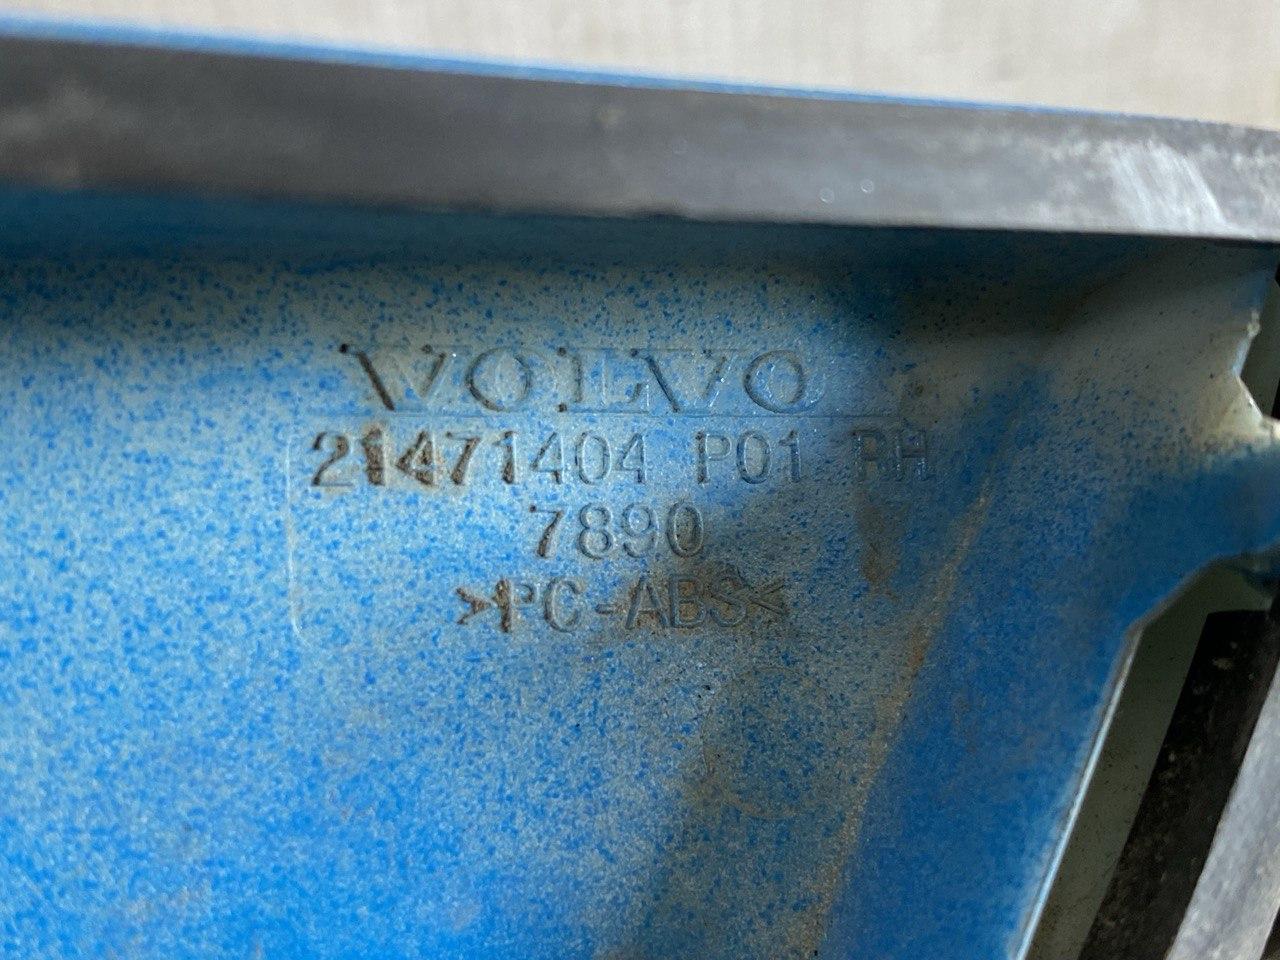 VOLVO
21471404 P01 RH
7890
>PC-ABS<